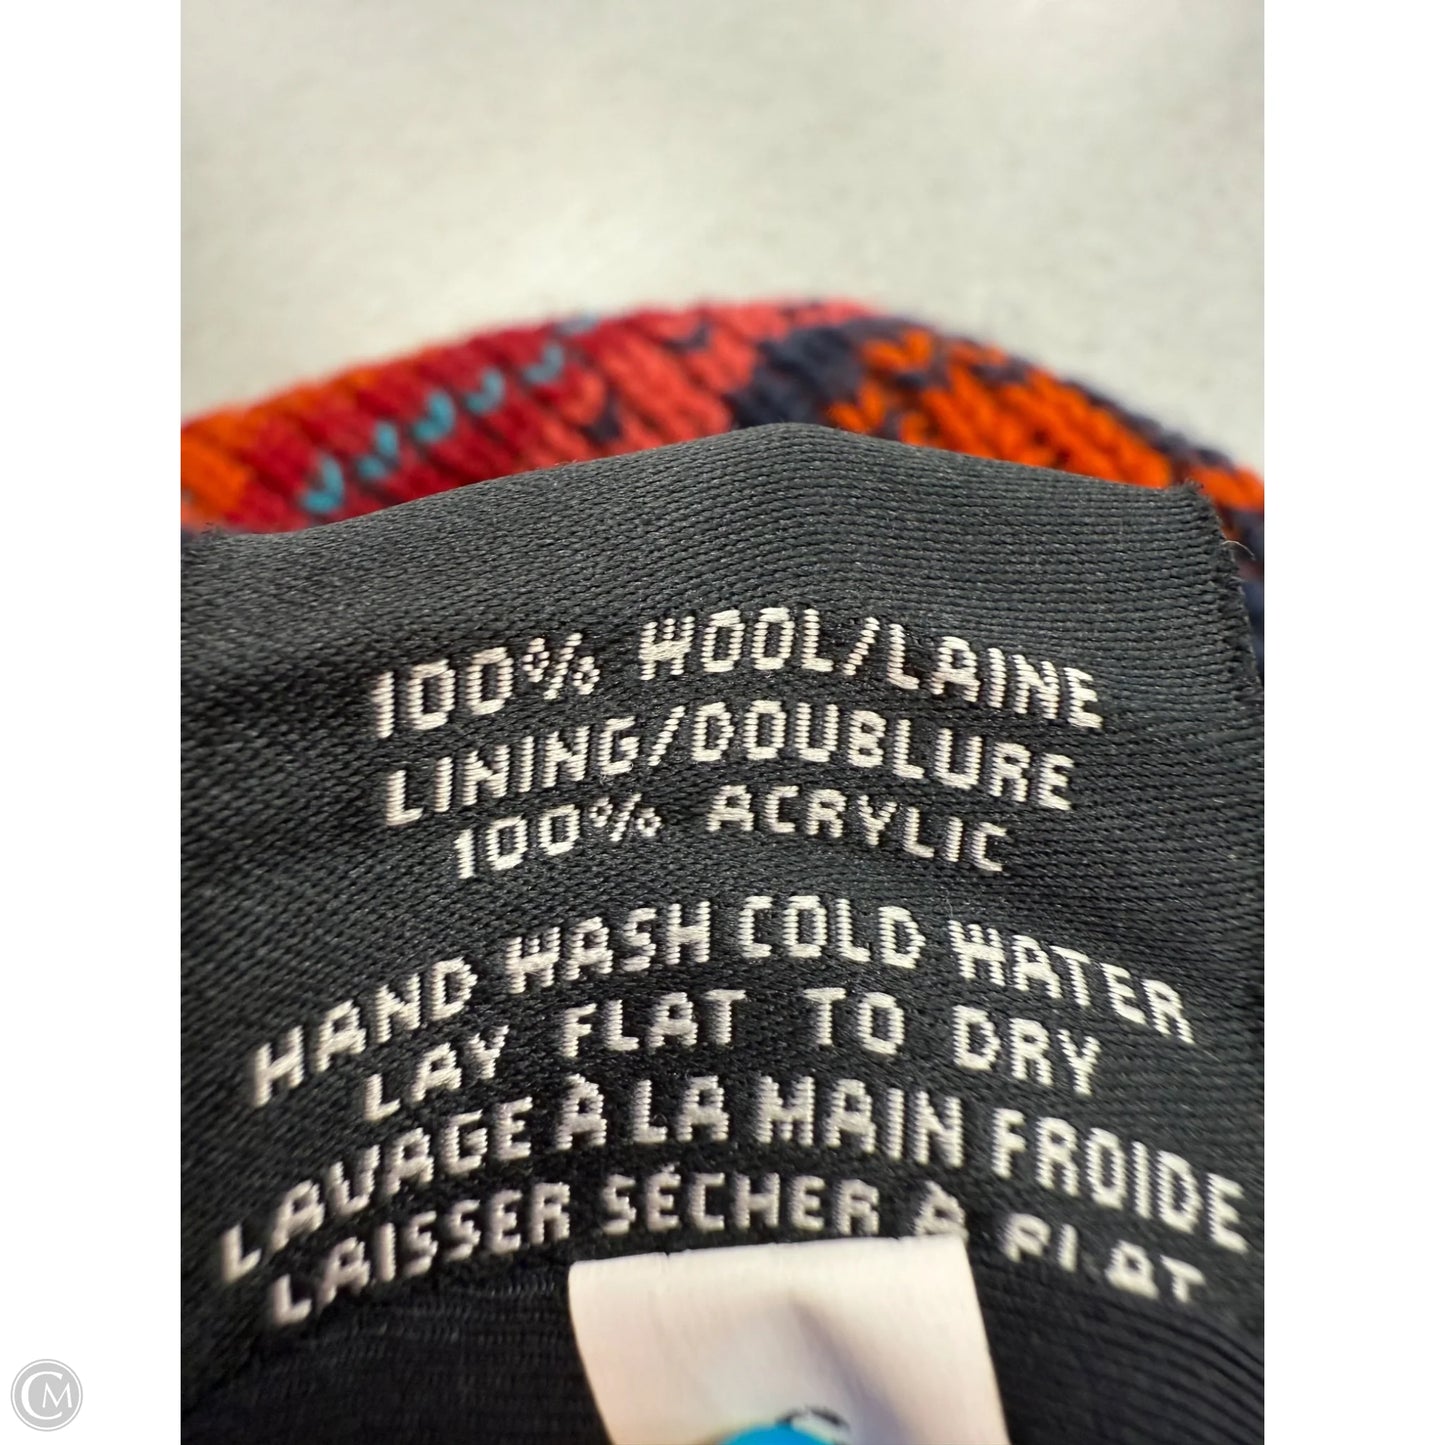 100% WOOL/LAINE
LINING/DOUBLURE
100% ACRYLIC
HAND WASH COLD WATER
LAY FLAT TO DRY
LAVAGE À LA MAIN FROIDE
LAISSER SÉCHER À PLAT
CM